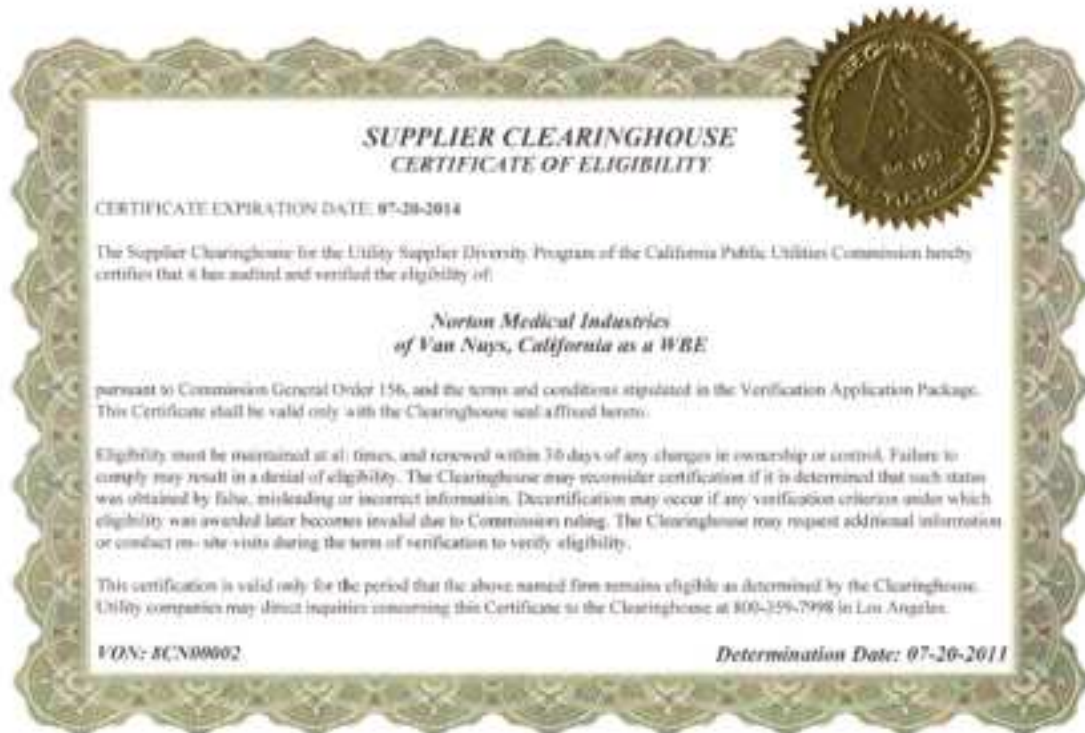 SUPPLIER CLEARINGHOUSE
CERTIFICATE OF ELIGIBILITY
CERTIFICATE EXPIRATION DATE: 07-20-2014
The Supplier Clearinghouse for the Utility Supplier Diversity Program of the California Public Utilities Commission hereby
certifies that it has audited and verified the eligibility of:
Norton Medical Industries
of Van Nuys, California as a WBE
pursuant to Commission General Order 156, and the terms and conditions stipulated in the Verification Application Package.
This Certificate shall be valid only with the Clearinghouse seal affixed hereto.
Eligibility must be maintained at all times, and renewed within 30 days of any changes in ownership or control. Failure to
comply may result in a denial of eligibility. The Clearinghouse may reconsider certification if it is determined that such status
was obtained by false, misleading or incorrect information. Decertification may occur if any verification criterion under which
eligibility was awarded later becomes invalid due to Commission ruling. The Clearinghouse may request additional information
or conduct on- site visits during the term of verification to verify eligibility.
This certification is valid only for the period that the above named firm remains eligible as determined by the Clearinghouse.
Utility companies may direct inquiries concerning this Certificate to the Clearinghouse at 800-359-7998 in Los Angeles.
VON: 8CN00002
Determination Date: 07-20-2011